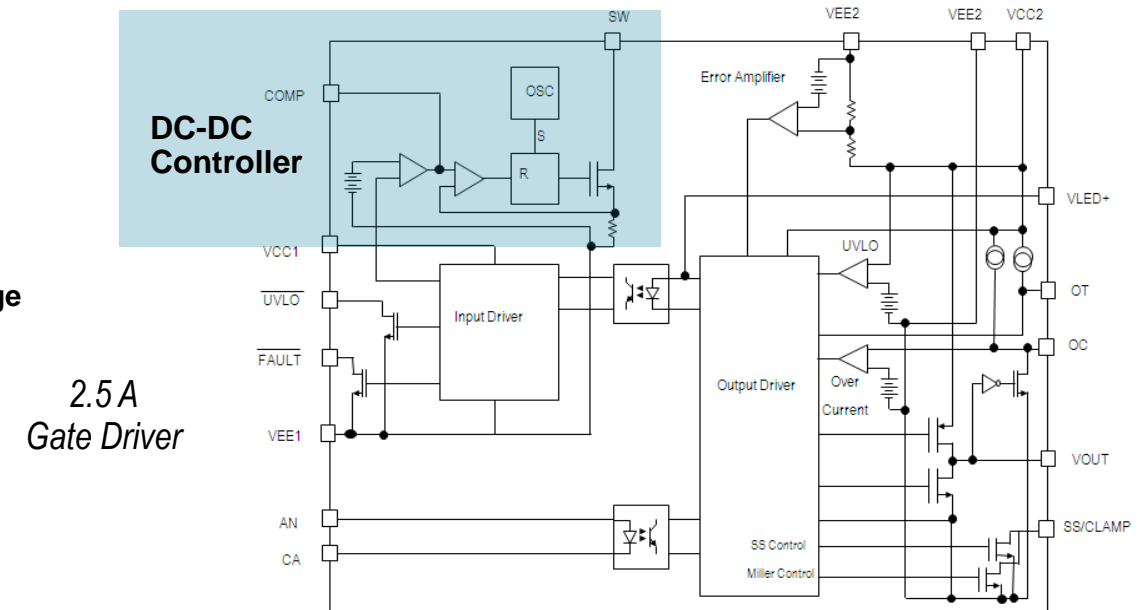 SW
VEE2
VEE2
VCC2
Error Amplifier
COMP
OSC
DC-DC
Controller
S
R
VLED+
VCC1
UVLO
UVLO
ge
Input Driver
OT
FAULT
OC
2.5 A
Gate Driver
Output Driver
Over
Current
VEE1
VOUT
AN
SS/CLAMP
CA
SS Control
Miller Control